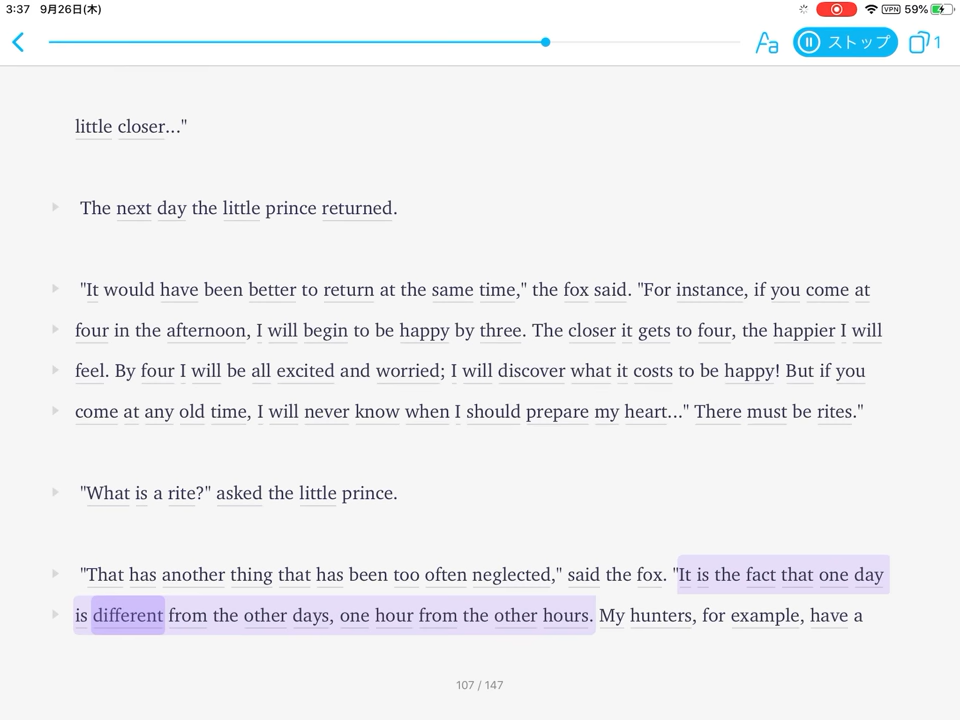 3:37 9月26日(木) VPN 59%
Aa ストップ 1
little closer..."
The next day the little prince returned.
"It would have been better to return at the same time," the fox said. "For instance, if you come at
four in the afternoon, I will begin to be happy by three. The closer it gets to four, the happier I will
feel. By four I will be all excited and worried; I will discover what it costs to be happy! But if you
come at any old time, I will never know when I should prepare my heart..." There must be rites."
"What is a rite?" asked the little prince.
"That has another thing that has been too often neglected," said the fox. "It is the fact that one day
is different from the other days, one hour from the other hours. My hunters, for example, have a
107 / 147